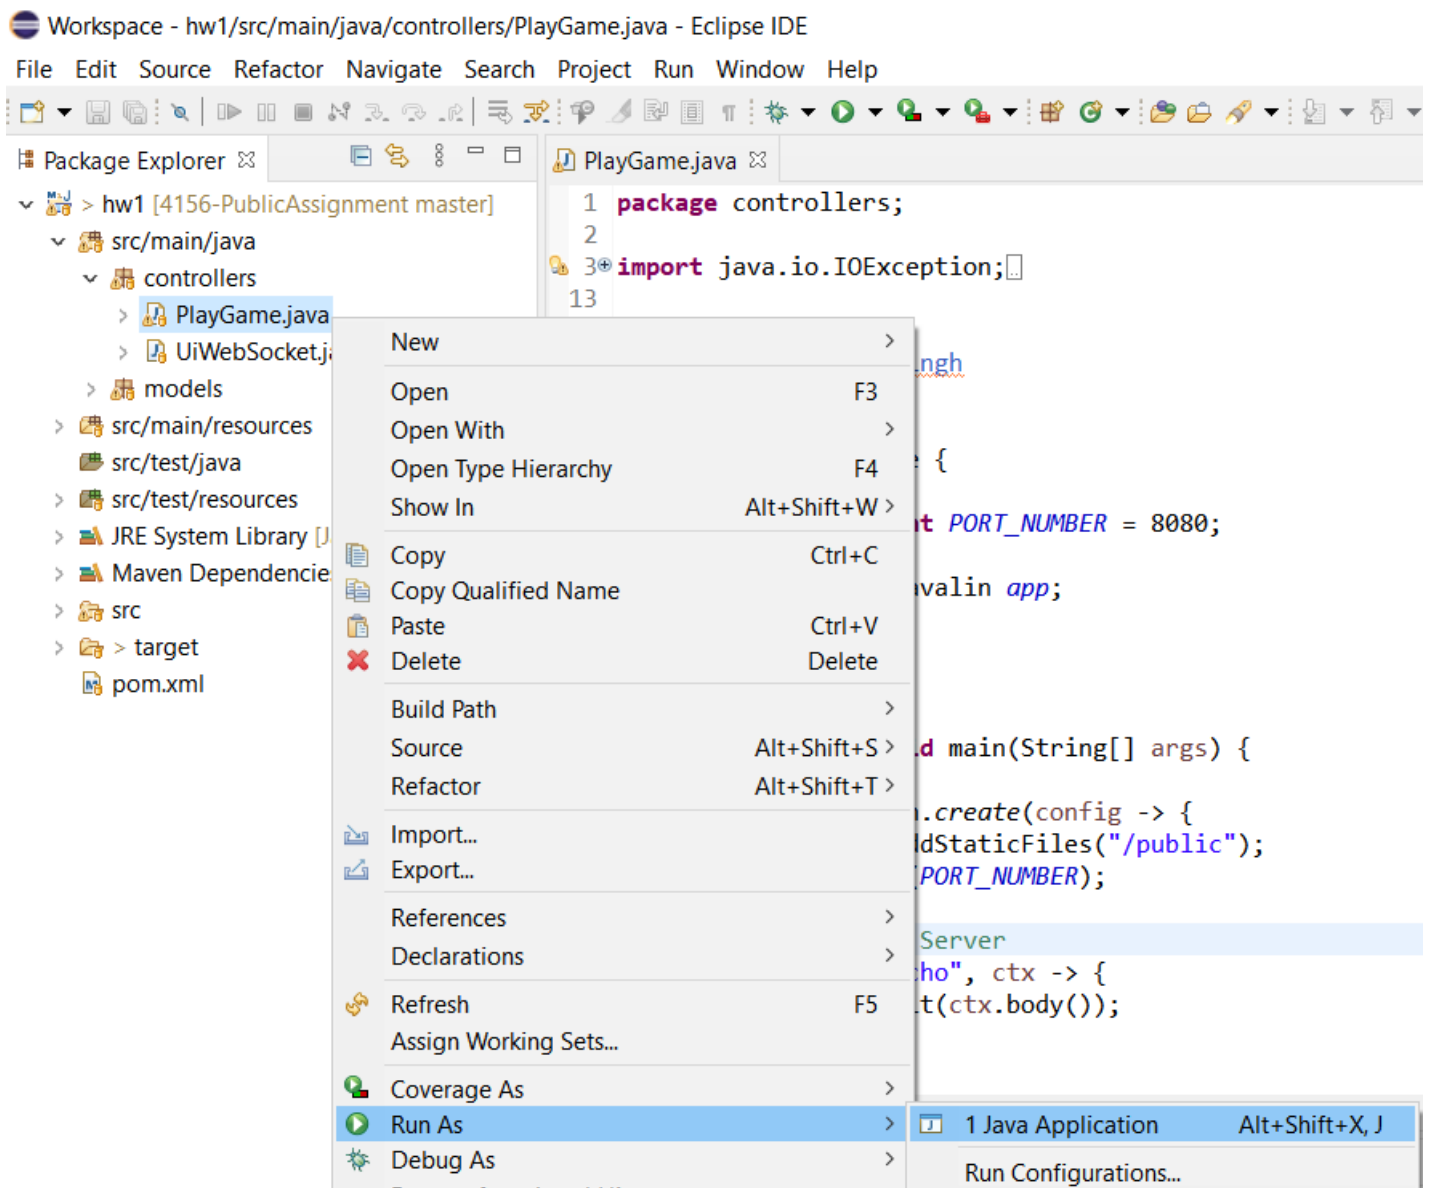 Workspace - hw1/src/main/java/controllers/PlayGame.java - Eclipse IDE
File Edit Source Refactor Navigate Search Project Run Window Help
Package Explorer
> hw1 [4156-PublicAssignment master]
src/main/java
controllers
PlayGame.java
UiWebSocket.j
models
src/main/resources
src/test/java
src/test/resources
JRE System Library [J
Maven Dependencie
src
> target
pom.xml
PlayGame.java
1 package controllers;
2
3 import java.io.IOException;
13
ngh
{
t PORT_NUMBER = 8080;
valin app;
d main(String[] args) {
.create(config -> {
ddStaticFiles("/public");
(PORT_NUMBER);
Server
ho", ctx -> {
t(ctx.body());
New
Open F3
Open With
Open Type Hierarchy F4
Show In Alt+Shift+W
Copy Ctrl+C
Copy Qualified Name
Paste Ctrl+V
Delete Delete
Build Path
Source Alt+Shift+S
Refactor Alt+Shift+T
Import...
Export...
References
Declarations
Refresh F5
Assign Working Sets...
Coverage As
Run As
Debug As
1 Java Application Alt+Shift+X, J
Run Configurations...